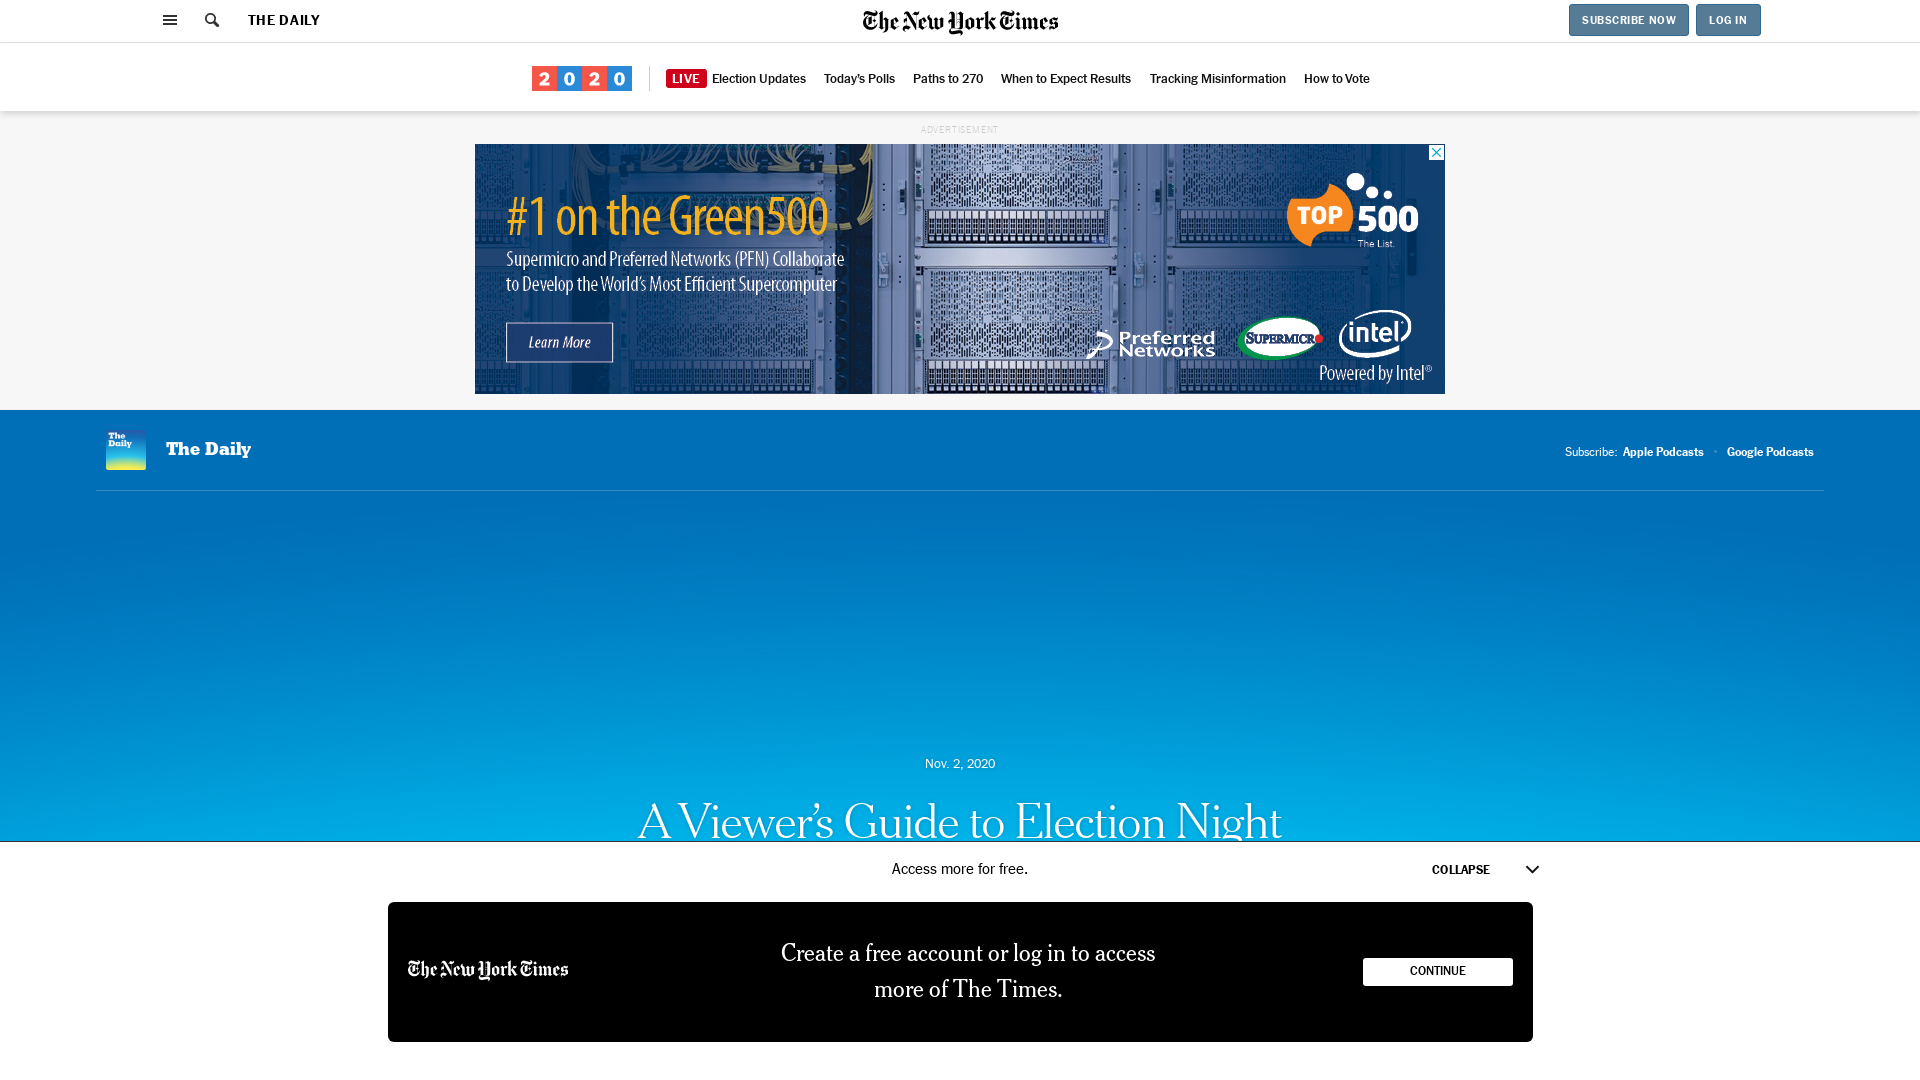 THE DAILY
The New York Times
SUBSCRIBE NOW
LOG IN
2020
LIVE Election Updates
Today's Polls
Paths to 270
When to Expect Results
Tracking Misinformation
How to Vote
ADVERTISEMENT
#1 on the Green500
Supermicro and Preferred Networks (PFN) Collaborate
to Develop the World's Most Efficient Supercomputer
Learn More
TOP 500
The List.
Preferred
Networks
SUPERMICR
intel
Powered by Intel®
The
Daily
The Daily
Subscribe: Apple Podcasts • Google Podcasts
Nov. 2, 2020
A Viewer’s Guide to Election Night
Access more for free.
COLLAPSE
The New York Times
Create a free account or log in to access
more of The Times.
CONTINUE